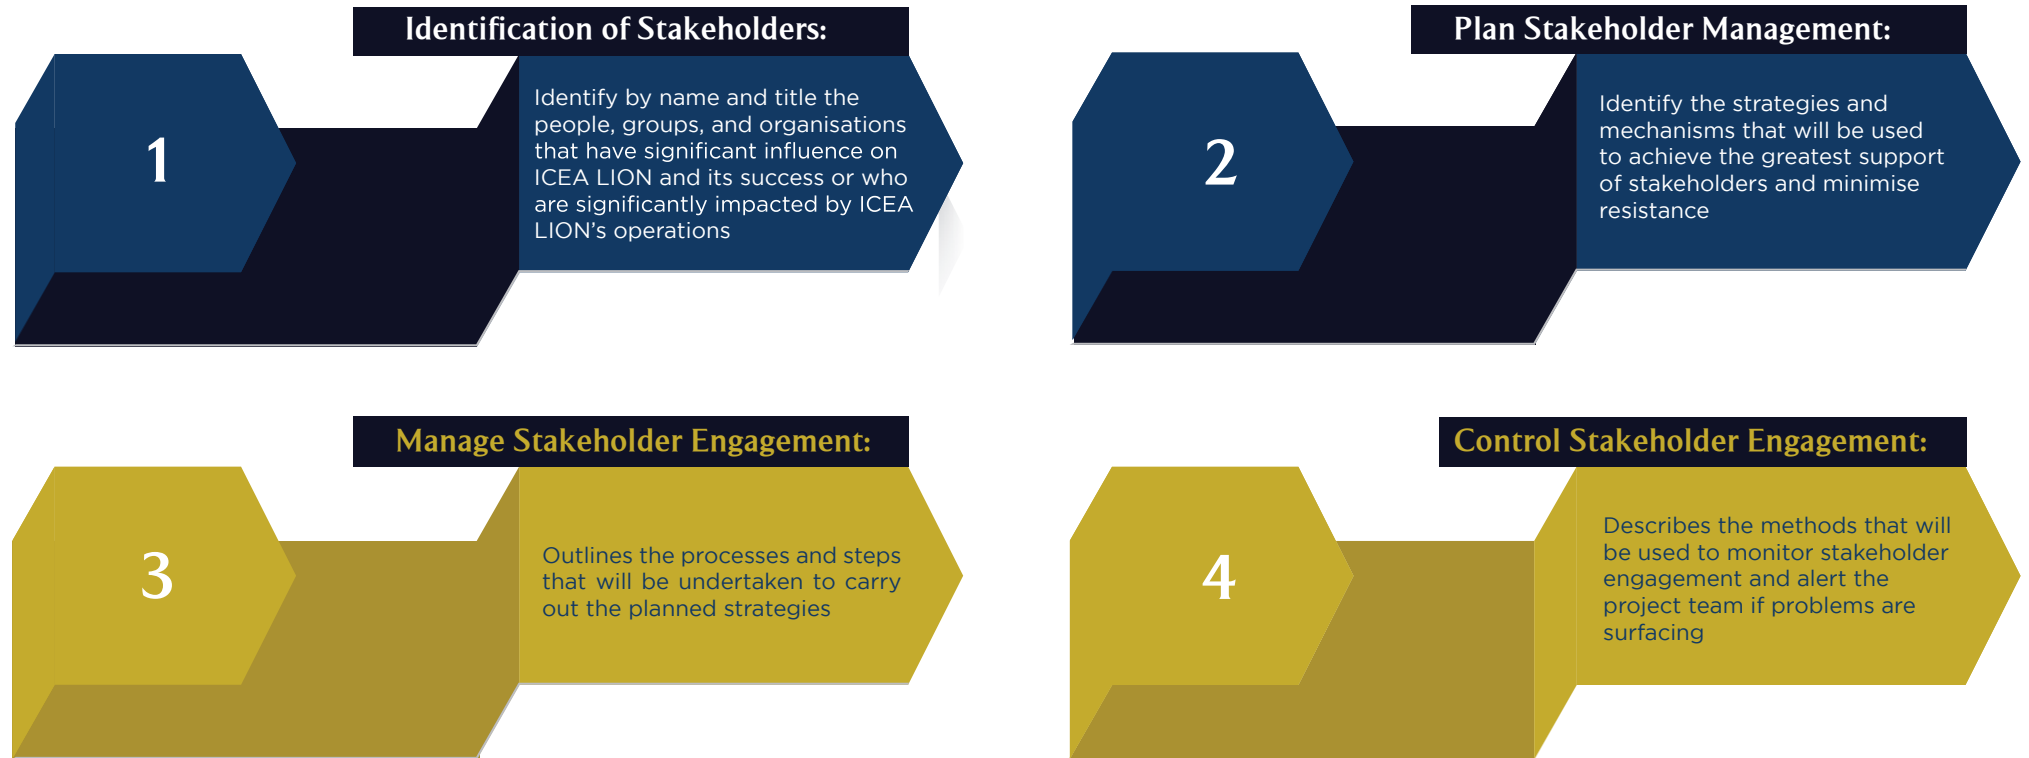 Identification of Stakeholders:
1
Identify by name and title the
people, groups, and organisations
that have significant influence on
ICEA LION and its success or who
are significantly impacted by ICEA
LION’s operations
Plan Stakeholder Management:
2
Identify the strategies and
mechanisms that will be used
to achieve the greatest support
of stakeholders and minimise
resistance
Manage Stakeholder Engagement:
3
Outlines the processes and steps
that will be undertaken to carry
out the planned strategies
Control Stakeholder Engagement:
4
Describes the methods that will
be used to monitor stakeholder
engagement and alert the
project team if problems are
surfacing